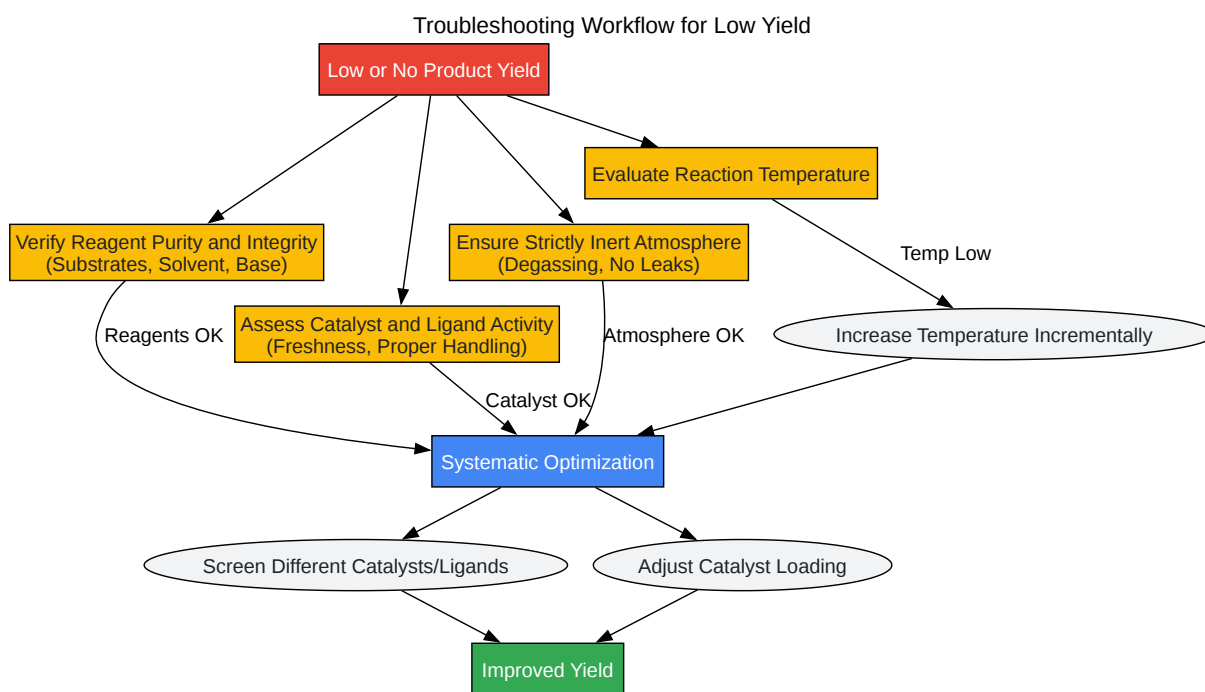 Troubleshooting Workflow for Low Yield
Low or No Product Yield
Evaluate Reaction Temperature
Verify Reagent Purity and Integrity
(Substrates, Solvent, Base)
Ensure Strictly Inert Atmosphere
(Degassing, No Leaks)
Temp Low
Assess Catalyst and Ligand Activity
(Freshness, Proper Handling)
Reagents OK
Atmosphere OK
Increase Temperature Incrementally
Catalyst OK
Systematic Optimization
Screen Different Catalysts/Ligands
Adjust Catalyst Loading
Improved Yield